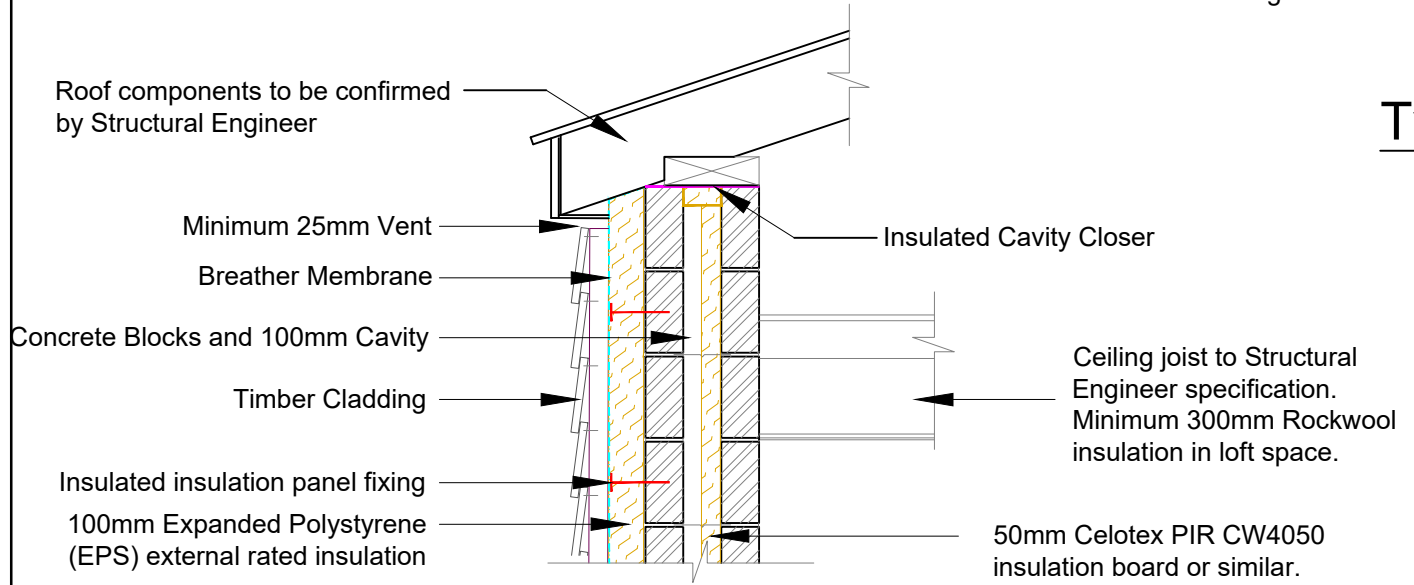 Roof components to be confirmed
by Structural Engineer
Minimum 25mm Vent
Breather Membrane
Concrete Blocks and 100mm Cavity
Timber Cladding
Insulated insulation panel fixing
100mm Expanded Polystyrene
(EPS) external rated insulation
Insulated Cavity Closer
Ceiling joist to Structural
Engineer specification.
Minimum 300mm Rockwool
insulation in loft space.
50mm Celotex PIR CW4050
insulation board or similar.